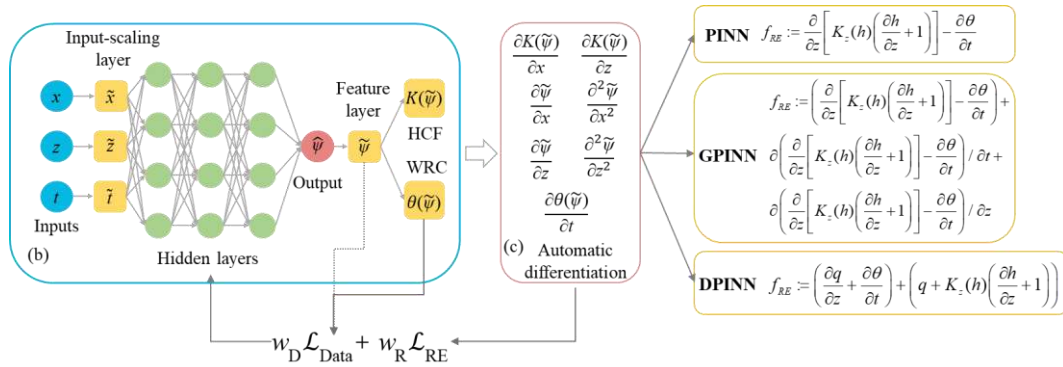 Input-scaling
layer
x
x̃
z
z̃
t
t̃
Inputs
Hidden layers
(b)
ψ̂
Output
Feature
layer
ψ̃
K(ψ̃)
HCF
WRC
θ(ψ̃)
∂K(ψ̃)/∂x ∂K(ψ̃)/∂z
∂ψ̃/∂x ∂²ψ̃/∂x²
∂ψ̃/∂z ∂²ψ̃/∂z²
∂θ(ψ̃)/∂t
(c)
Automatic
differentiation
w_D ℒ_Data + w_R ℒ_RE
PINN f_RE := ∂/∂z [K_z(h)(∂h/∂z + 1)] − ∂θ/∂t
GPINN
f_RE := (∂/∂z [K_z(h)(∂h/∂z + 1)] − ∂θ/∂t) +
∂(∂/∂z [K_z(h)(∂h/∂z + 1)] − ∂θ/∂t) / ∂t +
∂(∂/∂z [K_z(h)(∂h/∂z + 1)] − ∂θ/∂t) / ∂z
DPINN f_RE := (∂q/∂z + ∂θ/∂t) + (q + K_z(h)(∂h/∂z + 1))